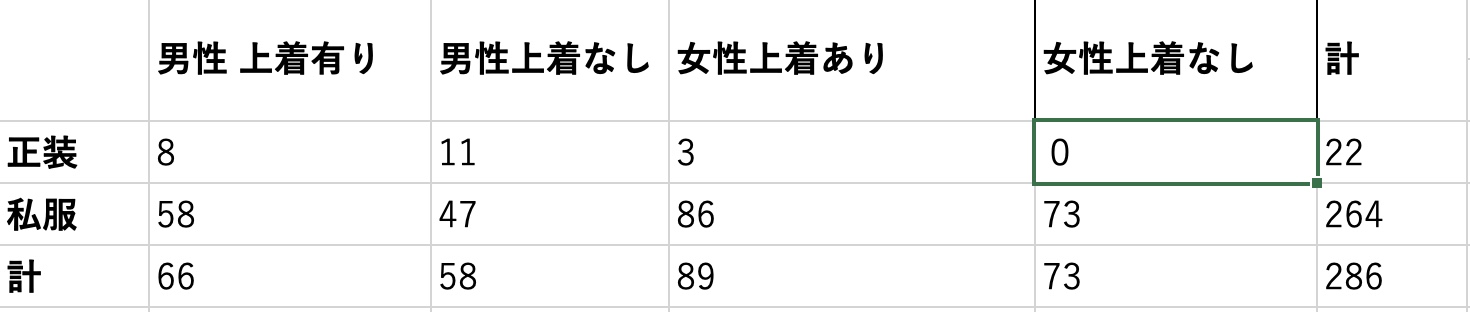 男性 上着有り 男性上着なし 女性上着あり 女性上着なし 計
正装 8 11 3 0 22
私服 58 47 86 73 264
計 66 58 89 73 286